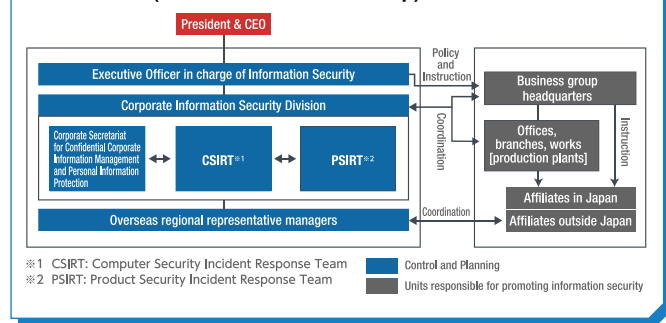 President & CEO
Executive Officer in charge of Information Security
Corporate Information Security Division
Corporate Secretariat
for Confidential Corporate
Information Management
and Personal Information
Protection
CSIRT※1
PSIRT※2
Overseas regional representative managers
Policy
and
Instruction
Coordination
Coordination
Business group
headquarters
Offices,
branches, works
[production plants]
Instruction
Affiliates in Japan
Affiliates outside Japan
※1 CSIRT: Computer Security Incident Response Team
※2 PSIRT: Product Security Incident Response Team
Control and Planning
Units responsible for promoting information security